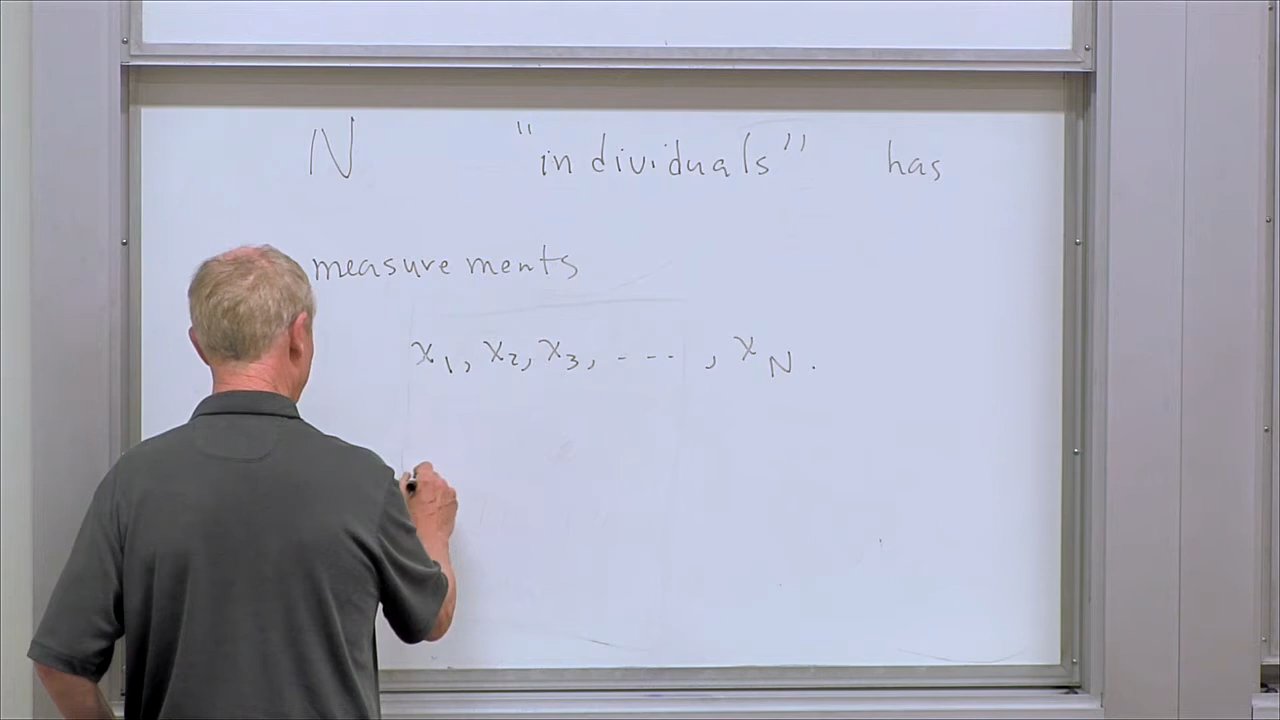 N "individuals" has
measurements
x₁, x₂, x₃, ---- , x_N.